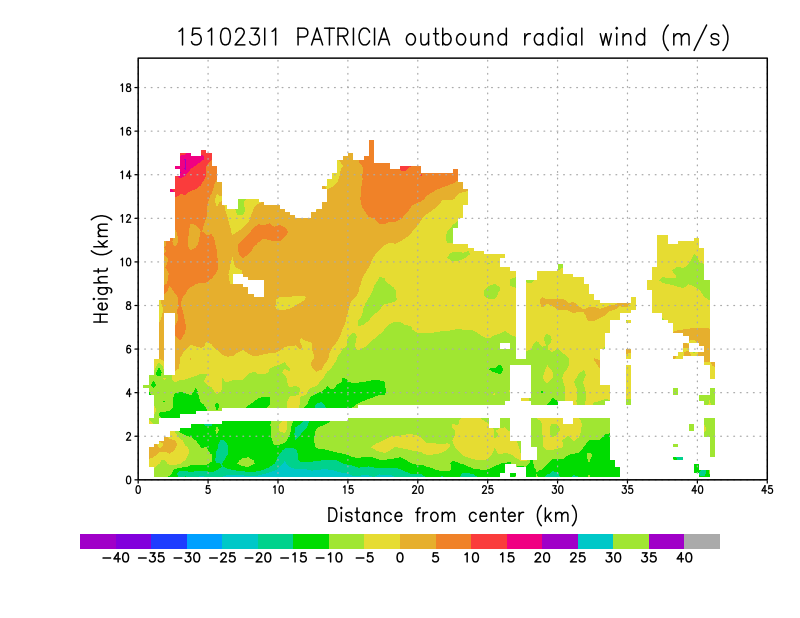 151023I1 PATRICIA outbound radial wind (m/s)
18
16
14
12
10
8
6
4
2
0
Height (km)
0 5 10 15 20 25 30 35 40 45
Distance from center (km)
-40 -35 -30 -25 -20 -15 -10 -5 0 5 10 15 20 25 30 35 40